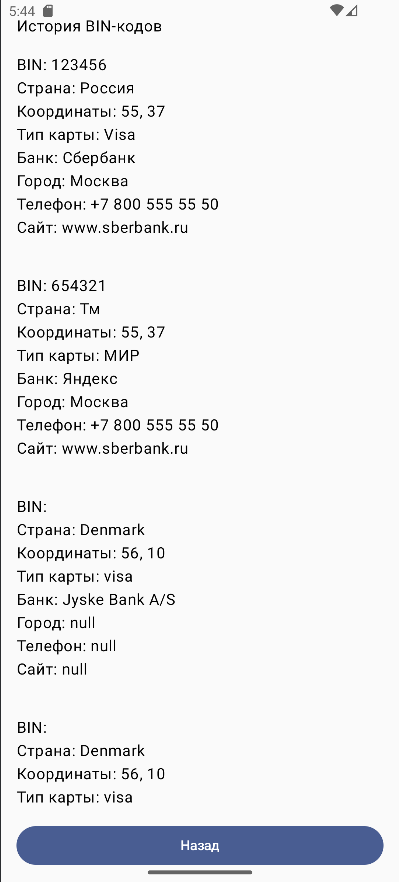 5:44
История BIN-кодов
BIN: 123456
Страна: Россия
Координаты: 55, 37
Тип карты: Visa
Банк: Сбербанк
Город: Москва
Телефон: +7 800 555 55 50
Сайт: www.sberbank.ru
BIN: 654321
Страна: Тм
Координаты: 55, 37
Тип карты: МИР
Банк: Яндекс
Город: Москва
Телефон: +7 800 555 55 50
Сайт: www.sberbank.ru
BIN:
Страна: Denmark
Координаты: 56, 10
Тип карты: visa
Банк: Jyske Bank A/S
Город: null
Телефон: null
Сайт: null
BIN:
Страна: Denmark
Координаты: 56, 10
Тип карты: visa
Назад